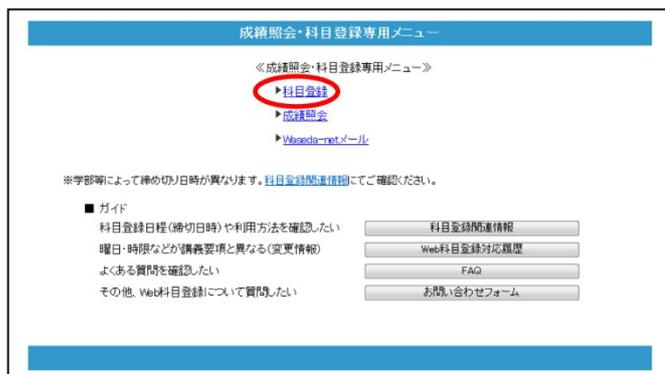 成績照会・科目登録専用メニュー
≪成績照会・科目登録専用メニュー≫
▶科目登録
▶成績照会
▶Waseda-netメール
※学部等によって締め切り日時が異なります。科目登録関連情報にてご確認ください。
■ ガイド
科目登録日程(締切日時)や利用方法を確認したい 科目登録関連情報
曜日・時限などが講義要項と異なる(変更情報) Web科目登録対応履歴
よくある質問を確認したい FAQ
その他、Web科目登録について質問したい お問い合わせフォーム